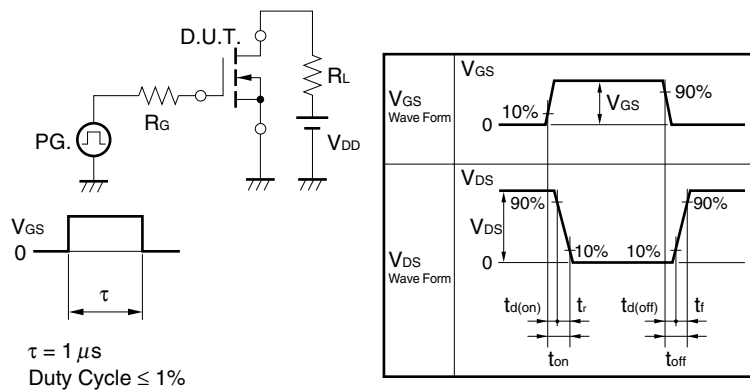 D.U.T.
RL
RG
PG.
VDD
VGS
0
τ
τ = 1 μs
Duty Cycle ≤ 1%
VGS
Wave Form
VGS
10%
VGS
90%
0
VDS
Wave Form
VDS
90%
VDS
10%
10%
90%
0
td(on)
tr
td(off)
tf
ton
toff